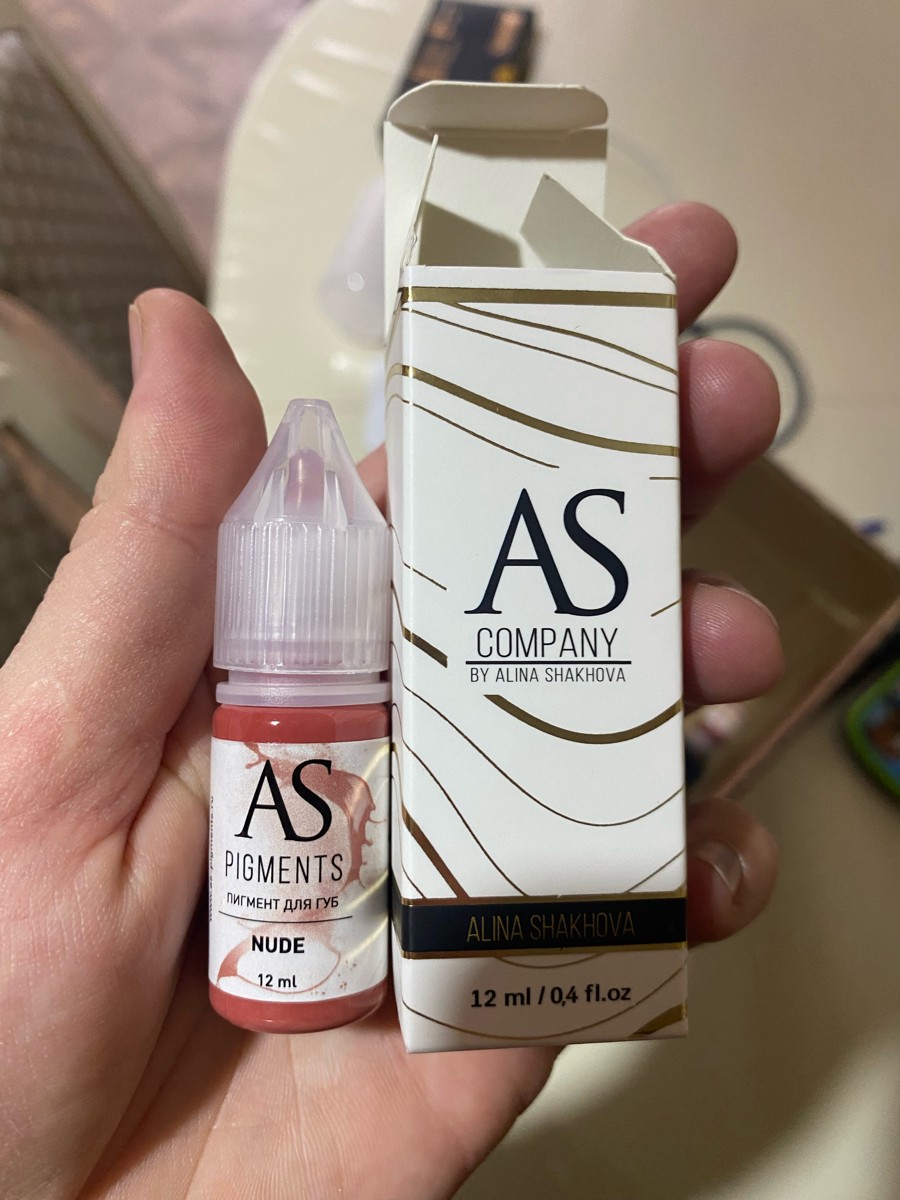 AS
PIGMENTS
ПИГМЕНТ ДЛЯ ГУБ
NUDE
12 ml
AS
COMPANY
BY ALINA SHAKHOVA
ALINA SHAKHOVA
12 ml / 0,4 fl.oz